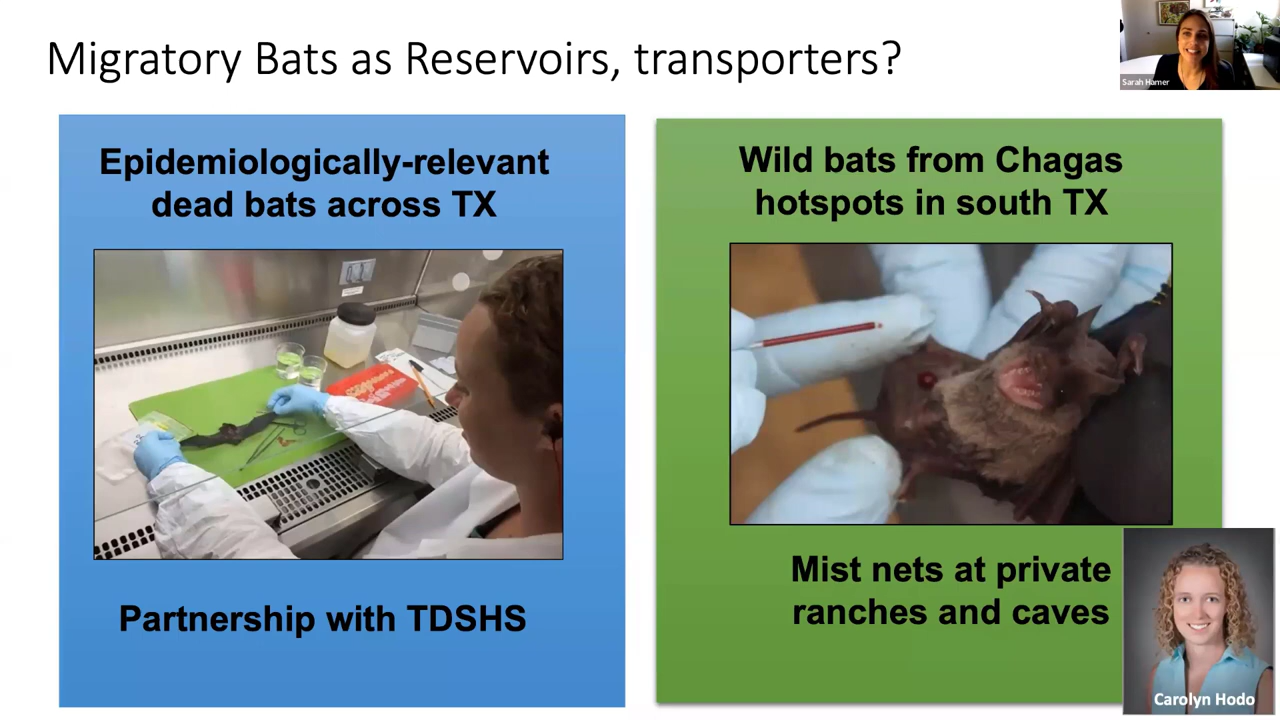 Migratory Bats as Reservoirs, transporters?
Sarah Hamer
Epidemiologically-relevant
dead bats across TX
Partnership with TDSHS
Wild bats from Chagas
hotspots in south TX
Mist nets at private
ranches and caves
Carolyn Hodo